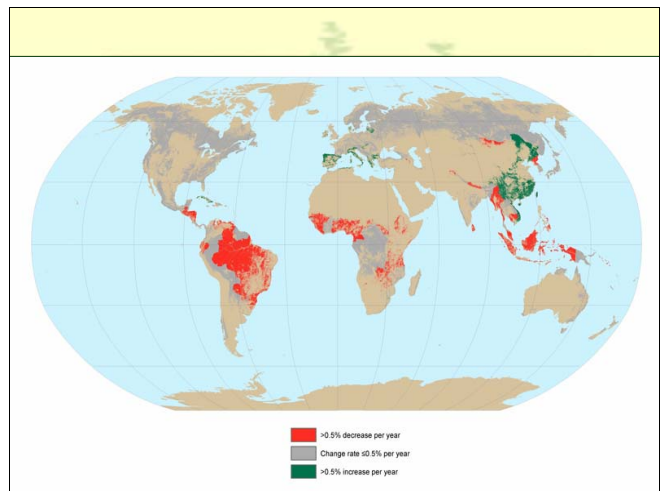 >0.5% decrease per year
Change rate ≤0.5% per year
>0.5% increase per year